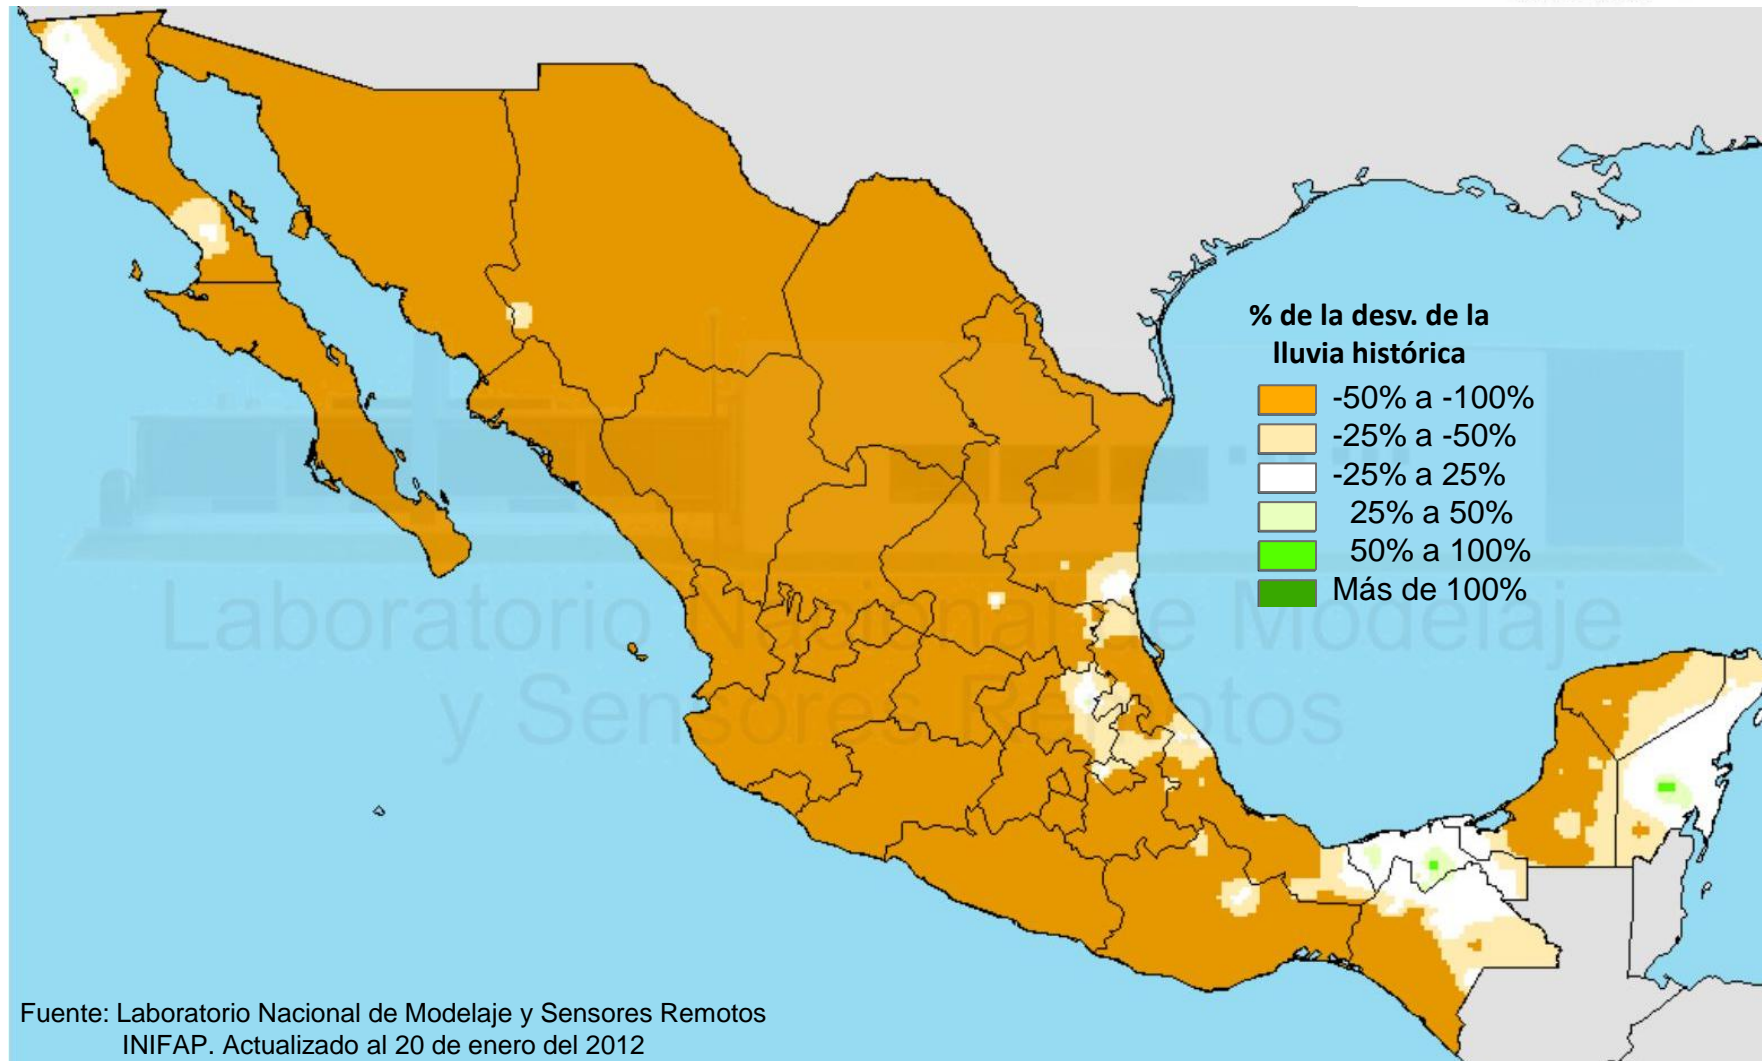 % de la desv. de la
lluvia histórica
-50% a -100%
-25% a -50%
-25% a 25%
25% a 50%
50% a 100%
Más de 100%
Laboratorio Nacional de Modelaje
y Sensores Remotos
Fuente: Laboratorio Nacional de Modelaje y Sensores Remotos
INIFAP. Actualizado al 20 de enero del 2012